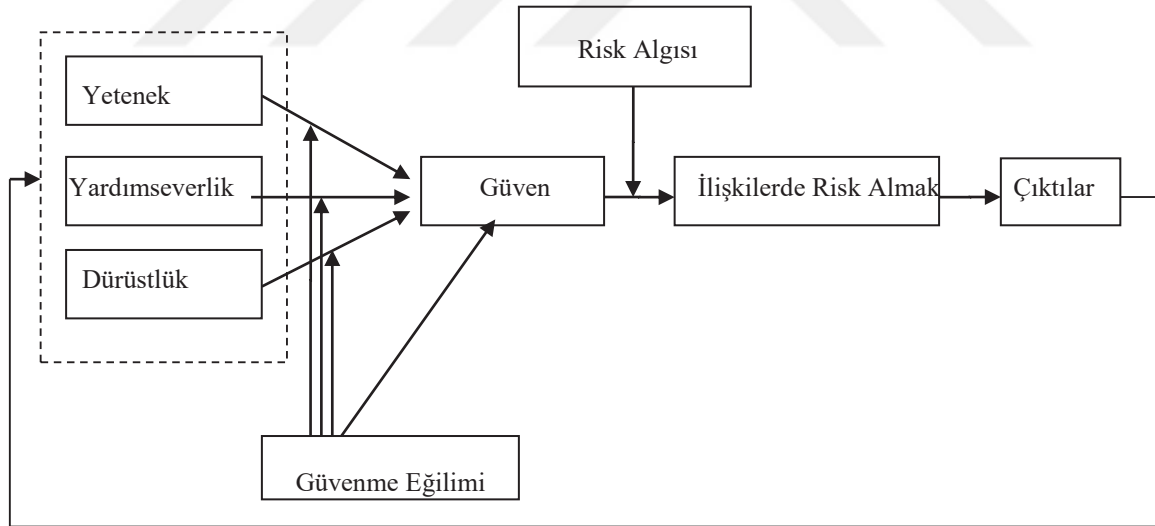 Risk Algısı
Yetenek
Yardımseverlik
Güven
İlişkilerde Risk Almak
Çıktılar
Dürüstlük
Güvenme Eğilimi